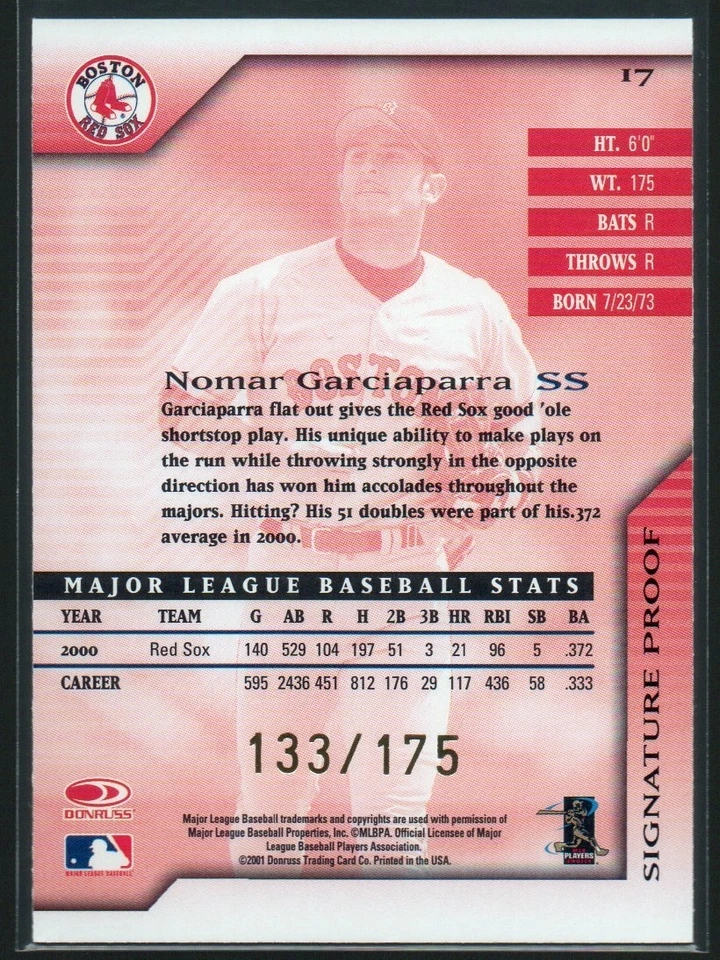 BOSTON
RED SOX
17
HT. 6'0"
WT. 175
BATS R
THROWS R
BORN 7/23/73
BOSTON
Nomar Garciaparra SS
Garciaparra flat out gives the Red Sox good 'ole
shortstop play. His unique ability to make plays on
the run while throwing strongly in the opposite
direction has won him accolades throughout the
majors. Hitting? His 51 doubles were part of his.372
average in 2000.
MAJOR LEAGUE BASEBALL STATS
YEAR TEAM G AB R H 2B 3B HR RBI SB BA
2000 Red Sox 140 529 104 197 51 3 21 96 5 .372
CAREER 595 2436 451 812 176 29 117 436 58 .333
133/175
SIGNATURE PROOF
DONRUSS
MAJOR LEAGUE BASEBALL
Major League Baseball trademarks and copyrights are used with permission of
Major League Baseball Properties, Inc. ©MLBPA. Official Licensee of Major
League Baseball Players Association.
©2001 Donruss Trading Card Co. Printed in the USA.
PLAYERS
CHOICE